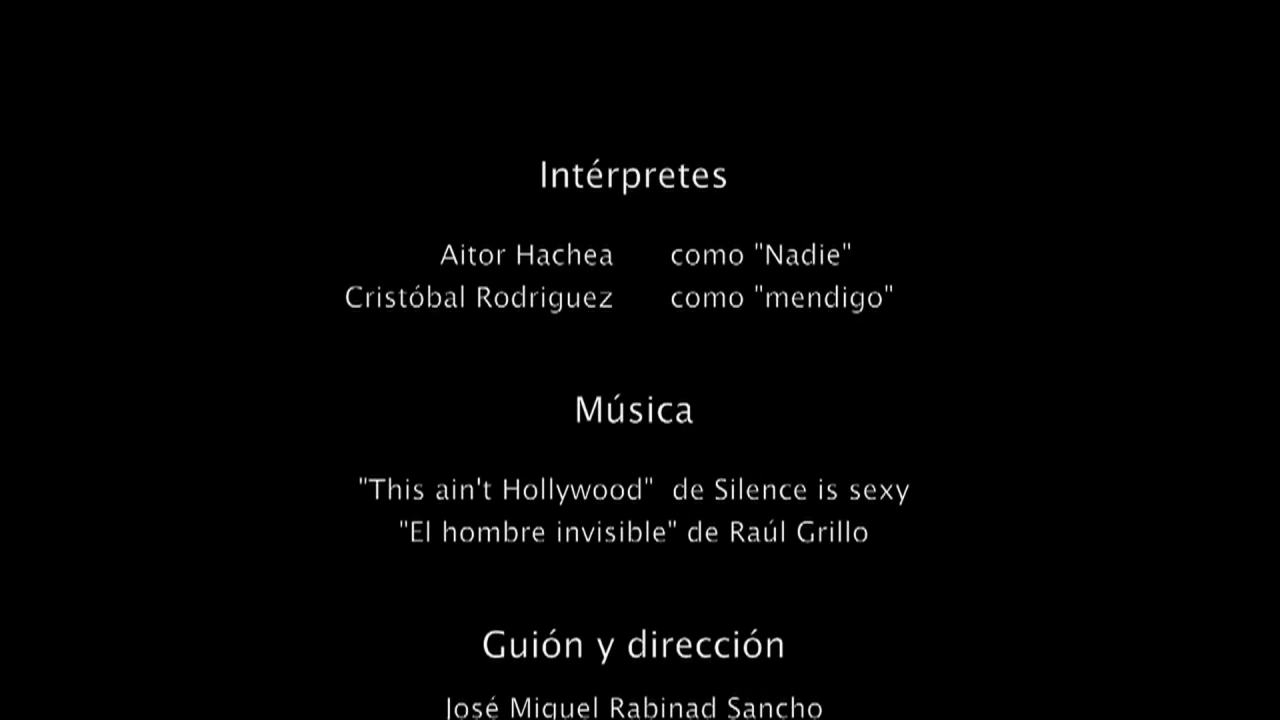 Intérpretes
Aitor Hachea como "Nadie"
Cristóbal Rodriguez como "mendigo"
Música
"This ain't Hollywood" de Silence is sexy
"El hombre invisible" de Raúl Grillo
Guión y dirección
José Miguel Rabinad Sancho